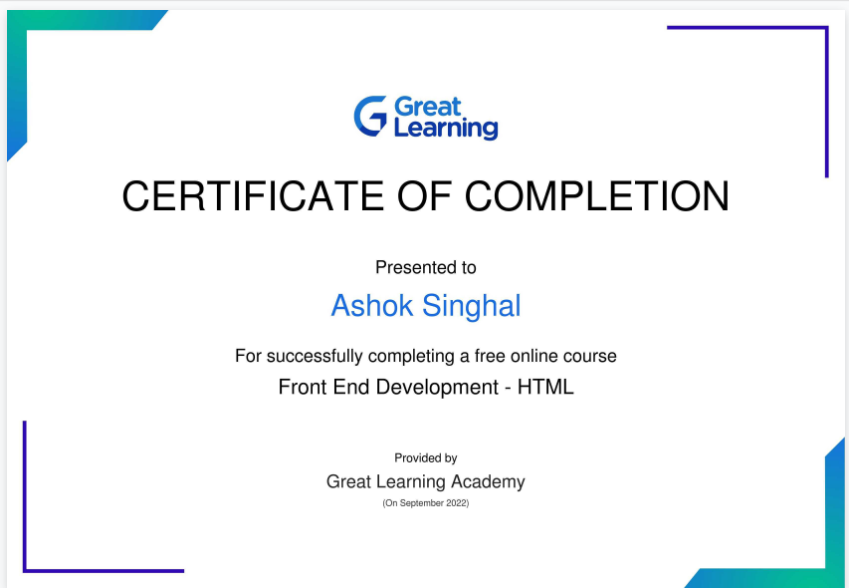 Great
Learning
CERTIFICATE OF COMPLETION
Presented to
Ashok Singhal
For successfully completing a free online course
Front End Development - HTML
Provided by
Great Learning Academy
(On September 2022)